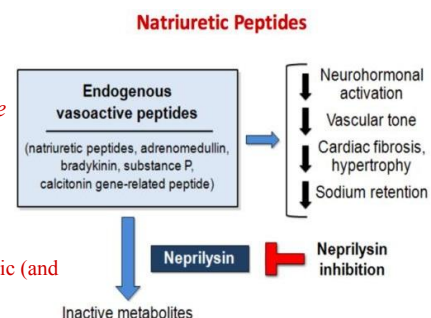 Natriuretic Peptides
Endogenous
vasoactive peptides
(natriuretic peptides, adrenomedullin,
bradykinin, substance P,
calcitonin gene-related peptide)
Neurohormonal
activation
Vascular tone
Cardiac fibrosis,
hypertrophy
Sodium retention
e
ic (and
Neprilysin
Neprilysin
inhibition
Inactive metabolites